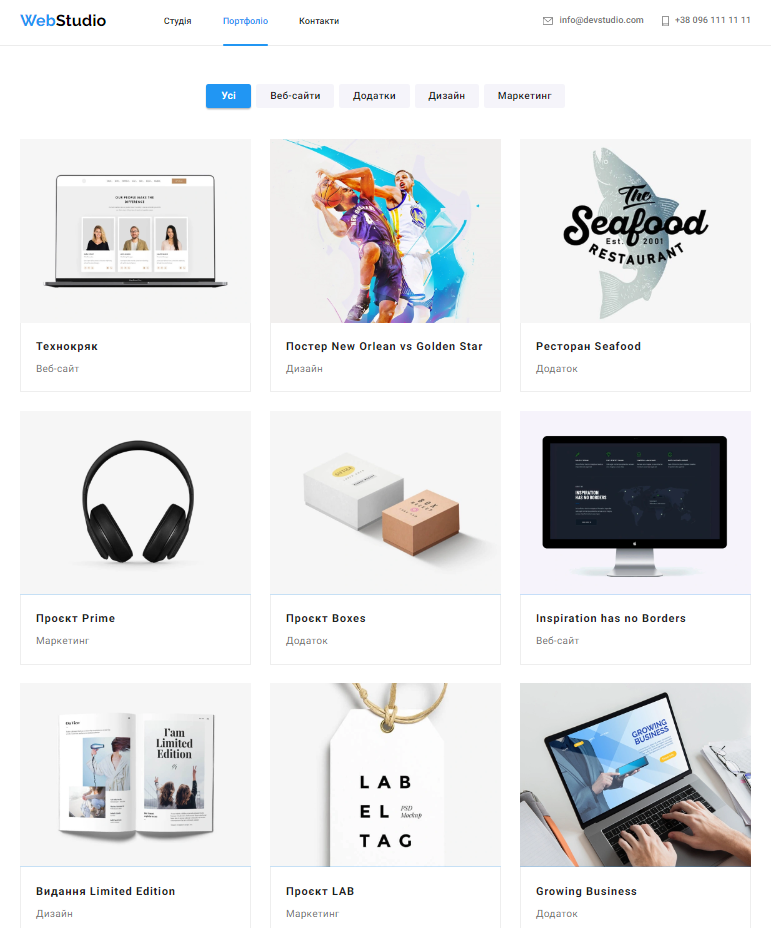 WebStudio
Студія
Портфоліо
Контакти
info@devstudio.com
+38 096 111 11 11
Усі
Веб-сайти
Додатки
Дизайн
Маркетинг
OUR PEOPLE MAKE THE
DIFFERENCE
The
Seafood
Est. 2001
RESTAURANT
Технокряк
Веб-сайт
Постер New Orlean vs Golden Star
Дизайн
Ресторан Seafood
Додаток
INSPIRATION
HAS NO BORDERS
Проєкт Prime
Маркетинг
Проєкт Boxes
Додаток
Inspiration has no Borders
Веб-сайт
I'am
Limited
Edition
LAB
EL
PSD
Mockup
TAG
GROWING
BUSINESS
Видання Limited Edition
Дизайн
Проєкт LAB
Маркетинг
Growing Business
Додаток